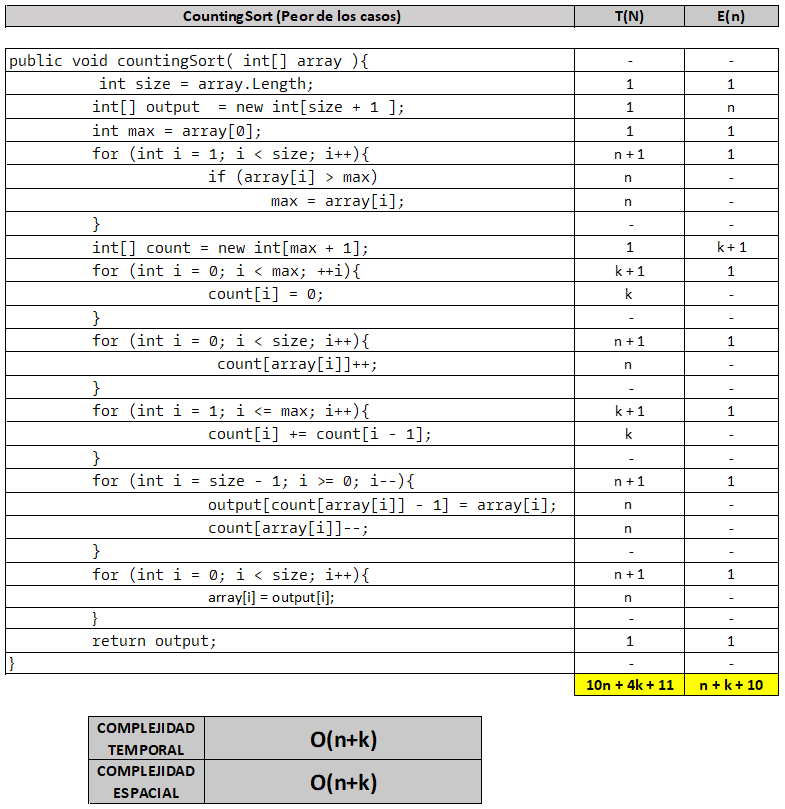 CountingSort (Peor de los casos) T(N) E(n)
public void countingSort( int[] array ){ - -
int size = array.Length; 1 1
int[] output = new int[size + 1 ]; 1 n
int max = array[0]; 1 1
for (int i = 1; i < size; i++){ n+1 1
if (array[i] > max) n -
max = array[i]; n -
} - -
int[] count = new int[max + 1]; 1 k+1
for (int i = 0; i < max; ++i){ k+1 1
count[i] = 0; k -
} - -
for (int i = 0; i < size; i++){ n+1 1
count[array[i]]++; n -
} - -
for (int i = 1; i <= max; i++){ k+1 1
count[i] += count[i - 1]; k -
} - -
for (int i = size - 1; i >= 0; i--){ n+1 1
output[count[array[i]] - 1] = array[i]; n -
count[array[i]]--; n -
} - -
for (int i = 0; i < size; i++){ n+1 1
array[i] = output[i]; n -
} - -
return output; 1 1
} - -
10n + 4k + 11 n + k + 10
COMPLEJIDAD
TEMPORAL
O(n+k)
COMPLEJIDAD
ESPACIAL
O(n+k)